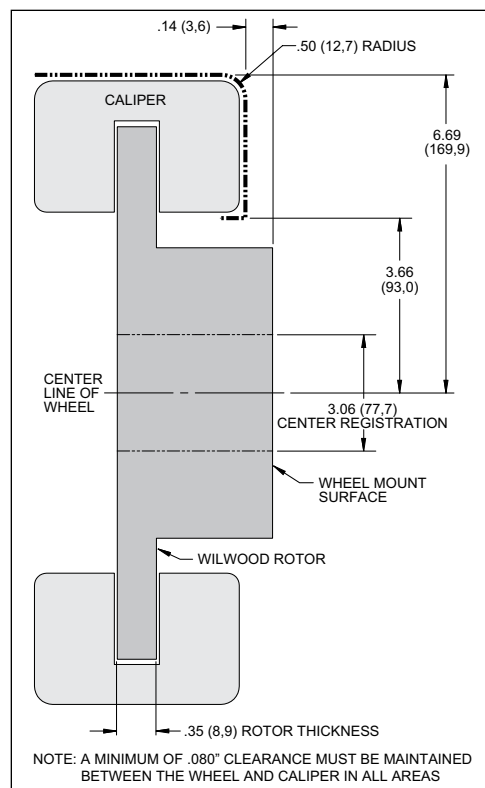 .14 (3,6)
.50 (12,7) RADIUS
CALIPER
6.69
(169,9)
3.66
(93,0)
CENTER
LINE OF
WHEEL
3.06 (77,7)
CENTER REGISTRATION
WHEEL MOUNT
SURFACE
WILWOOD ROTOR
.35 (8,9) ROTOR THICKNESS
NOTE: A MINIMUM OF .080" CLEARANCE MUST BE MAINTAINED
BETWEEN THE WHEEL AND CALIPER IN ALL AREAS